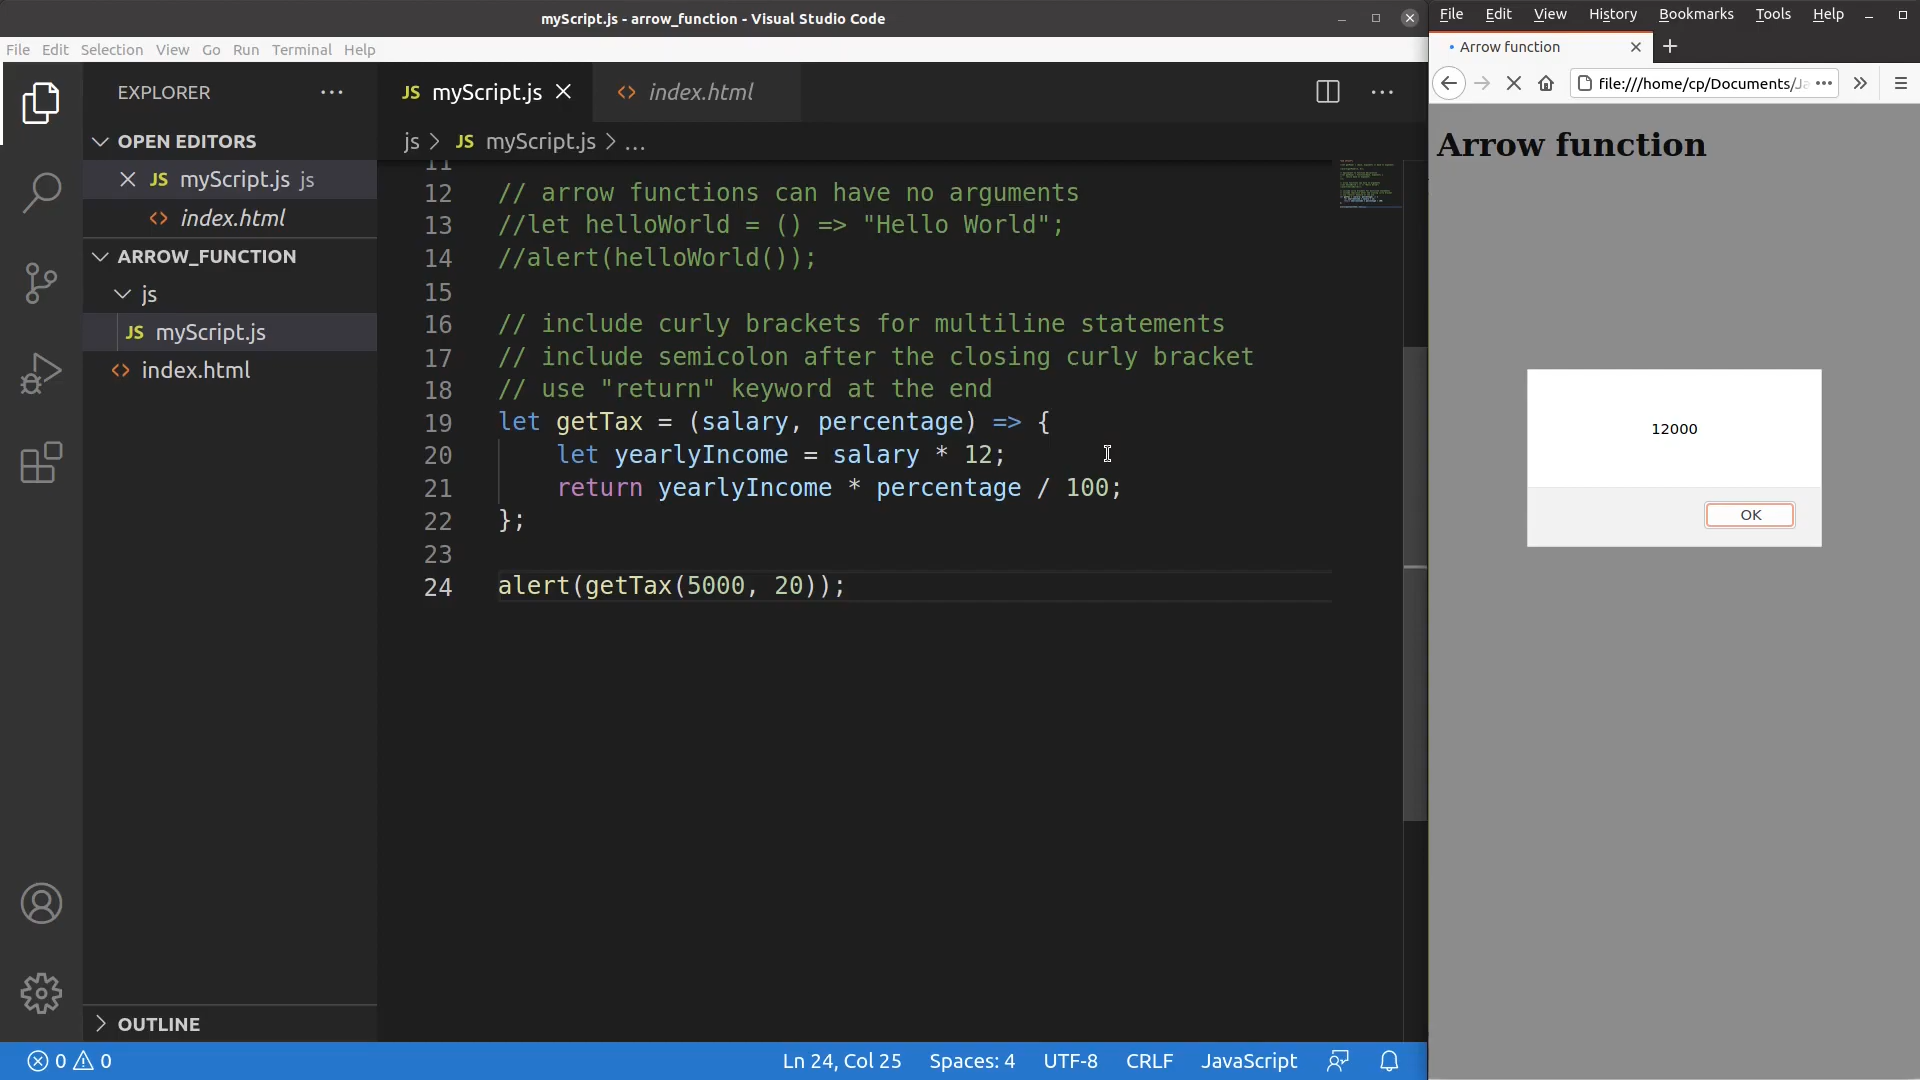 myScript.js - arrow_function - Visual Studio Code
File Edit Selection View Go Run Terminal Help
EXPLORER
OPEN EDITORS
JS myScript.js js
<> index.html
ARROW_FUNCTION
js
JS myScript.js
<> index.html
OUTLINE
JS myScript.js
<> index.html
js > JS myScript.js > ...
11
12 // arrow functions can have no arguments
13 //let helloWorld = () => "Hello World";
14 //alert(helloWorld());
15
16 // include curly brackets for multiline statements
17 // include semicolon after the closing curly bracket
18 // use "return" keyword at the end
19 let getTax = (salary, percentage) => {
20     let yearlyIncome = salary * 12;
21     return yearlyIncome * percentage / 100;
22 };
23
24 alert(getTax(5000, 20));
0 0
Ln 24, Col 25 Spaces: 4 UTF-8 CRLF JavaScript
File Edit View History Bookmarks Tools Help
Arrow function
file:///home/cp/Documents/Ja
Arrow function
12000
OK